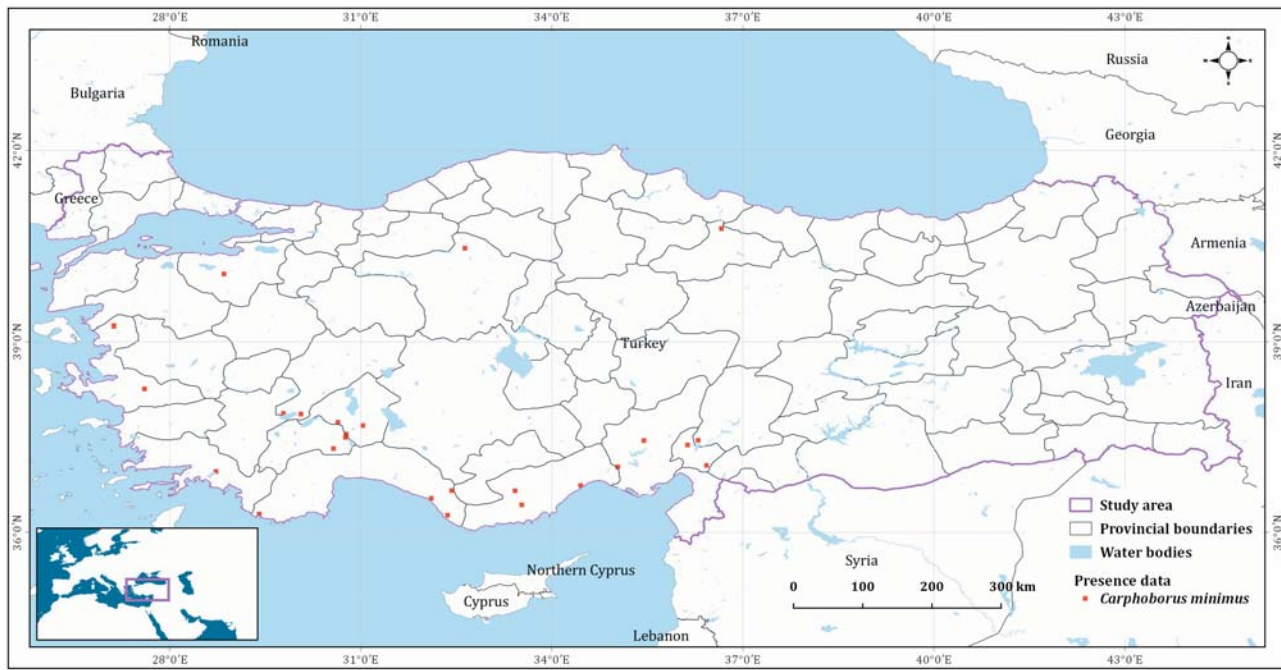 28°0'E 31°0'E 34°0'E 37°0'E 40°0'E 43°0'E
Romania
Russia
Bulgaria
Georgia
42°0'N 42°0'N
Greece
Armenia
Azerbaijan
39°0'N Turkey 39°0'N
Iran
Study area
Provincial boundaries
36°0'N 36°0'N
Water bodies
Syria
Northern Cyprus
Presence data
0 100 200 300 km
Carphoborus minimus
Cyprus
Lebanon
28°0'E 31°0'E 34°0'E 37°0'E 40°0'E 43°0'E